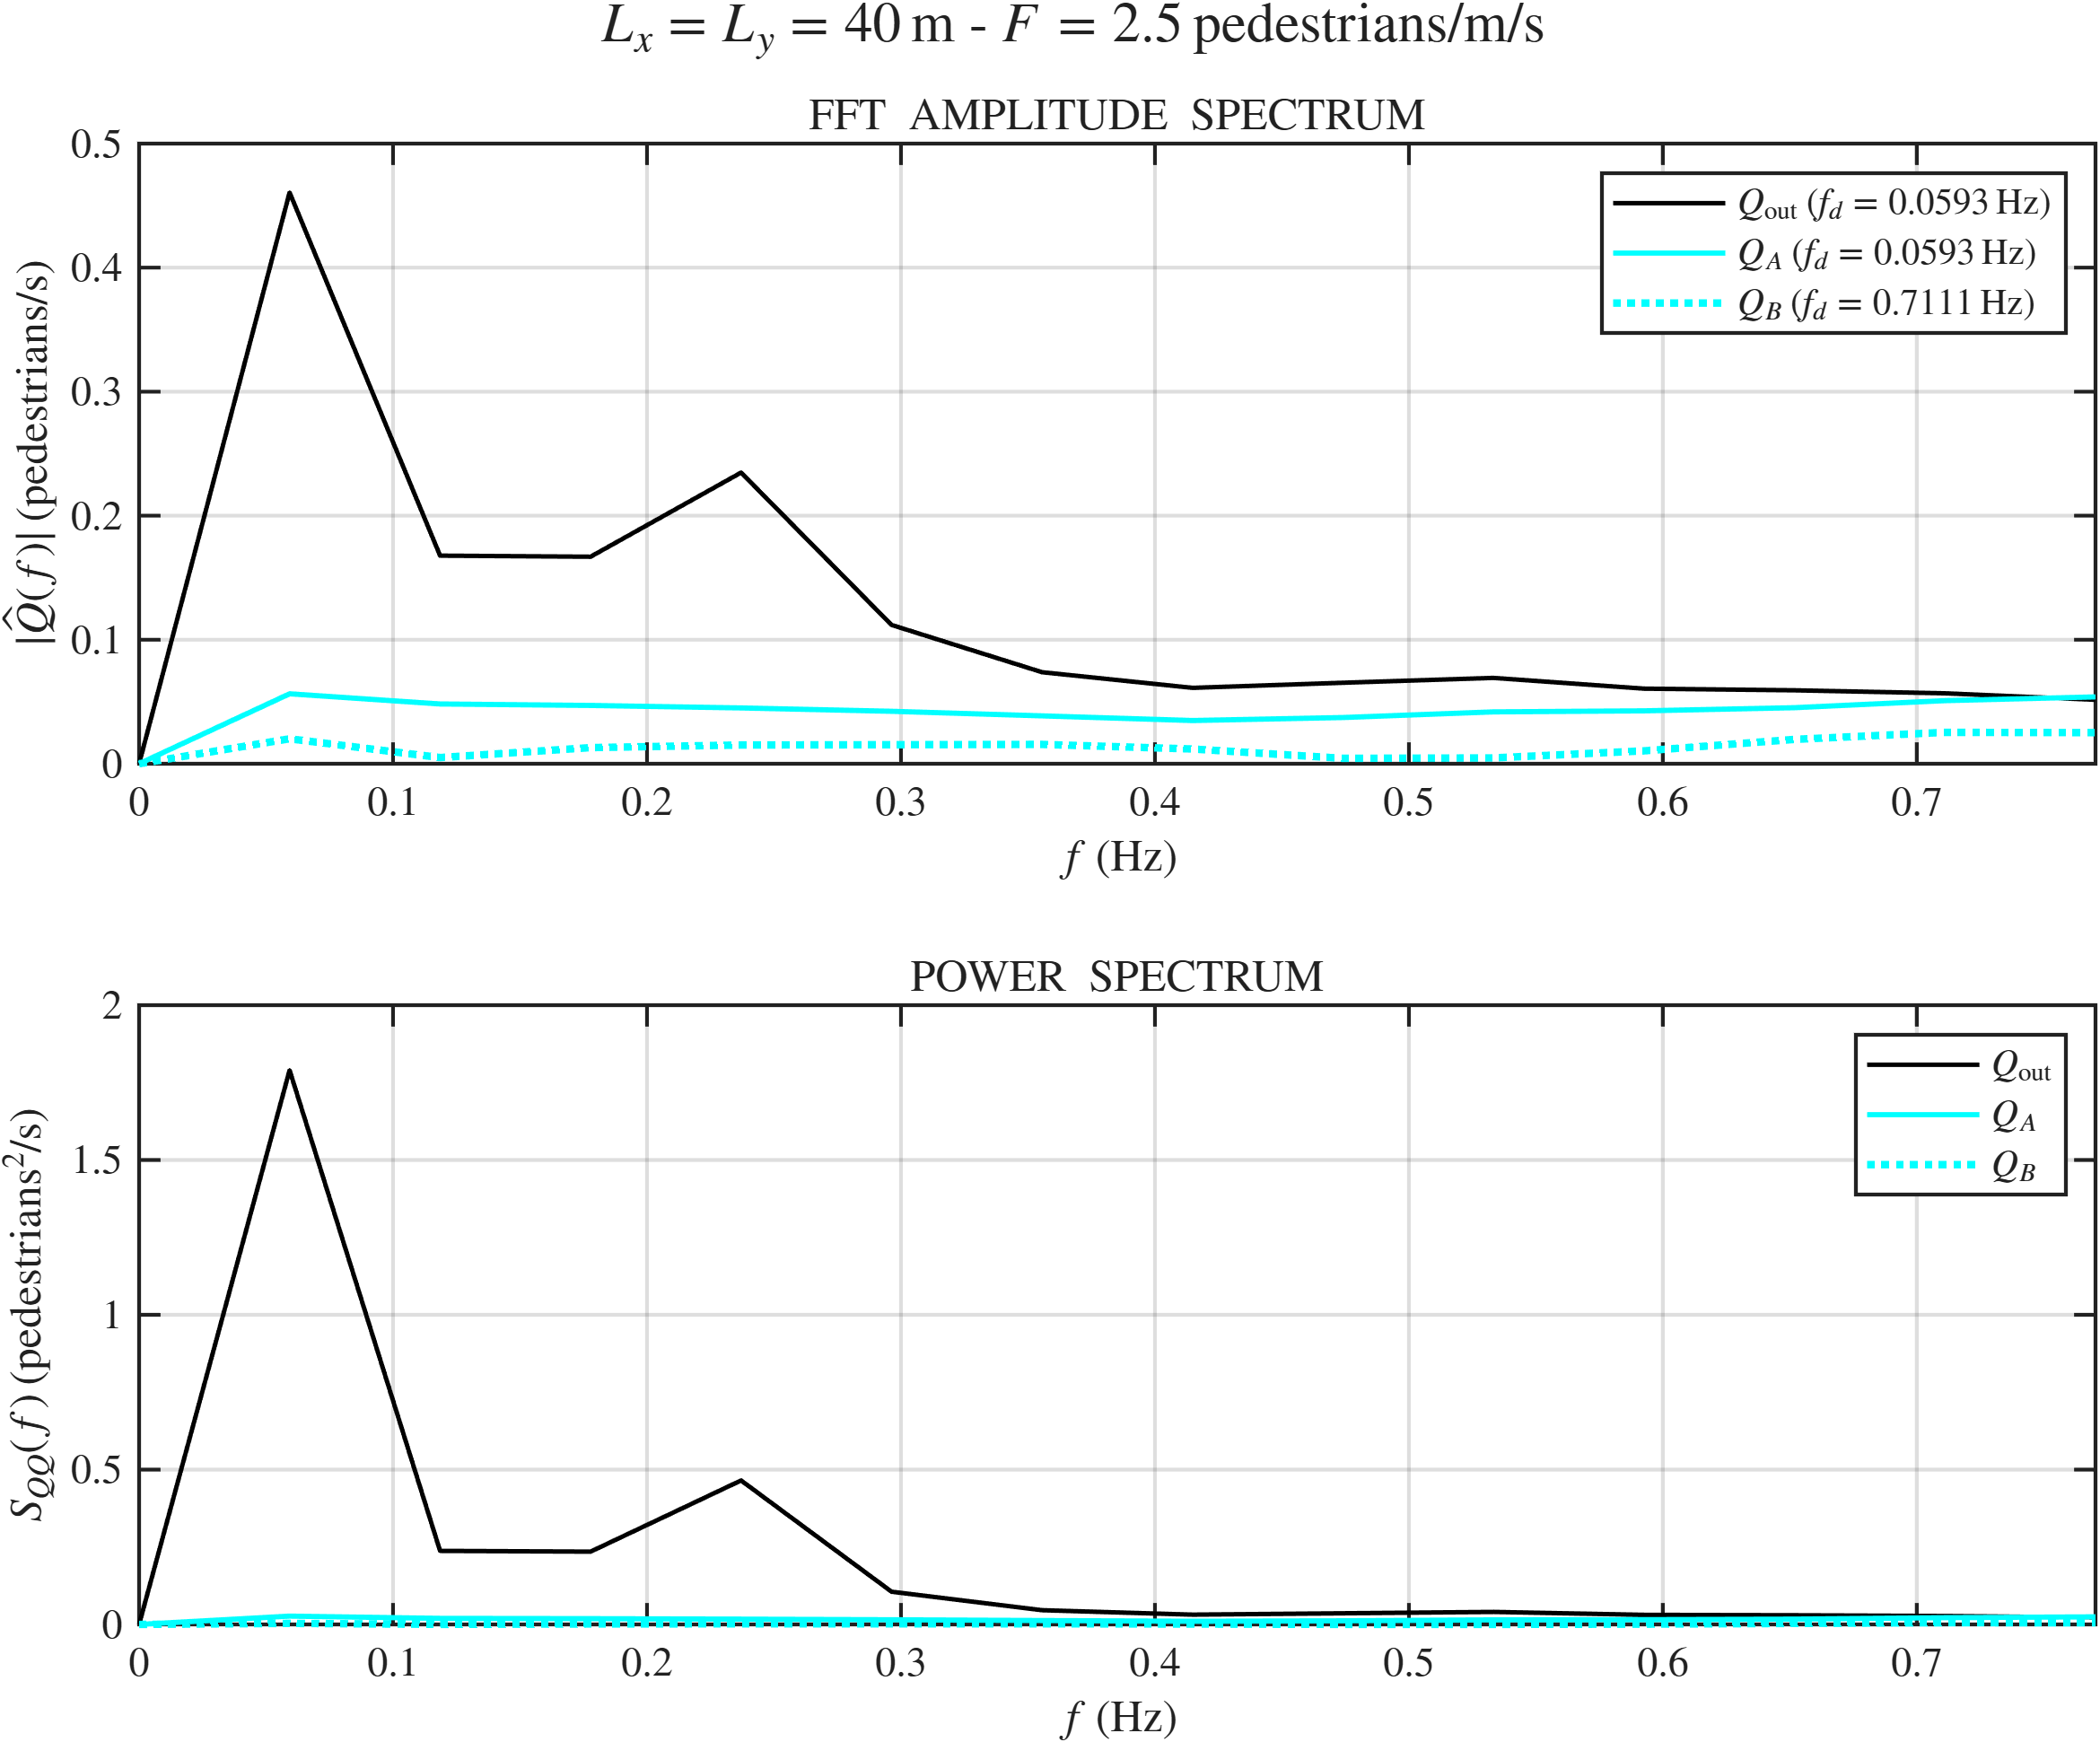 Lx = Ly = 40 m - F = 2.5 pedestrians/m/s
FFT AMPLITUDE SPECTRUM
|Q̂(f)| (pedestrians/s)
0.5
0.4
0.3
0.2
0.1
0
Qout (fd = 0.0593 Hz)
QA (fd = 0.0593 Hz)
QB (fd = 0.7111 Hz)
0 0.1 0.2 0.3 0.4 0.5 0.6 0.7
f (Hz)
POWER SPECTRUM
SQQ(f) (pedestrians²/s)
2
1.5
1
0.5
0
Qout
QA
QB
0 0.1 0.2 0.3 0.4 0.5 0.6 0.7
f (Hz)